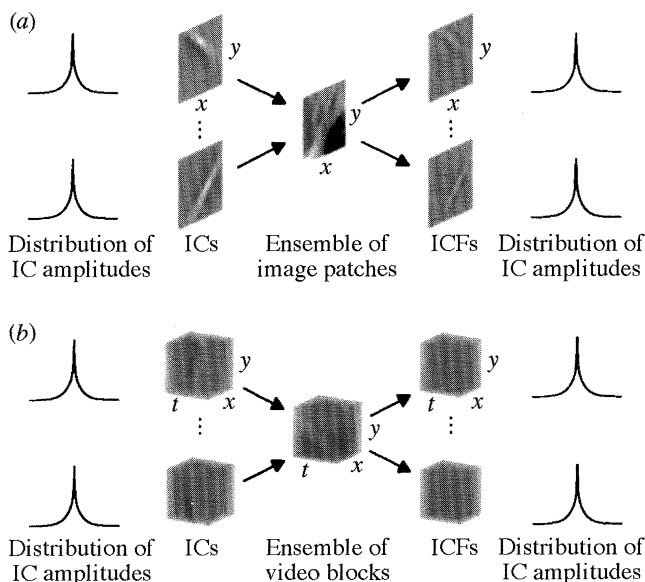 (a)
y
y
x
x
y
x
Distribution of IC amplitudes
ICs
Ensemble of image patches
ICFs
Distribution of IC amplitudes
(b)
y
y
t
x
t
x
y
t
x
Distribution of IC amplitudes
ICs
Ensemble of video blocks
ICFs
Distribution of IC amplitudes